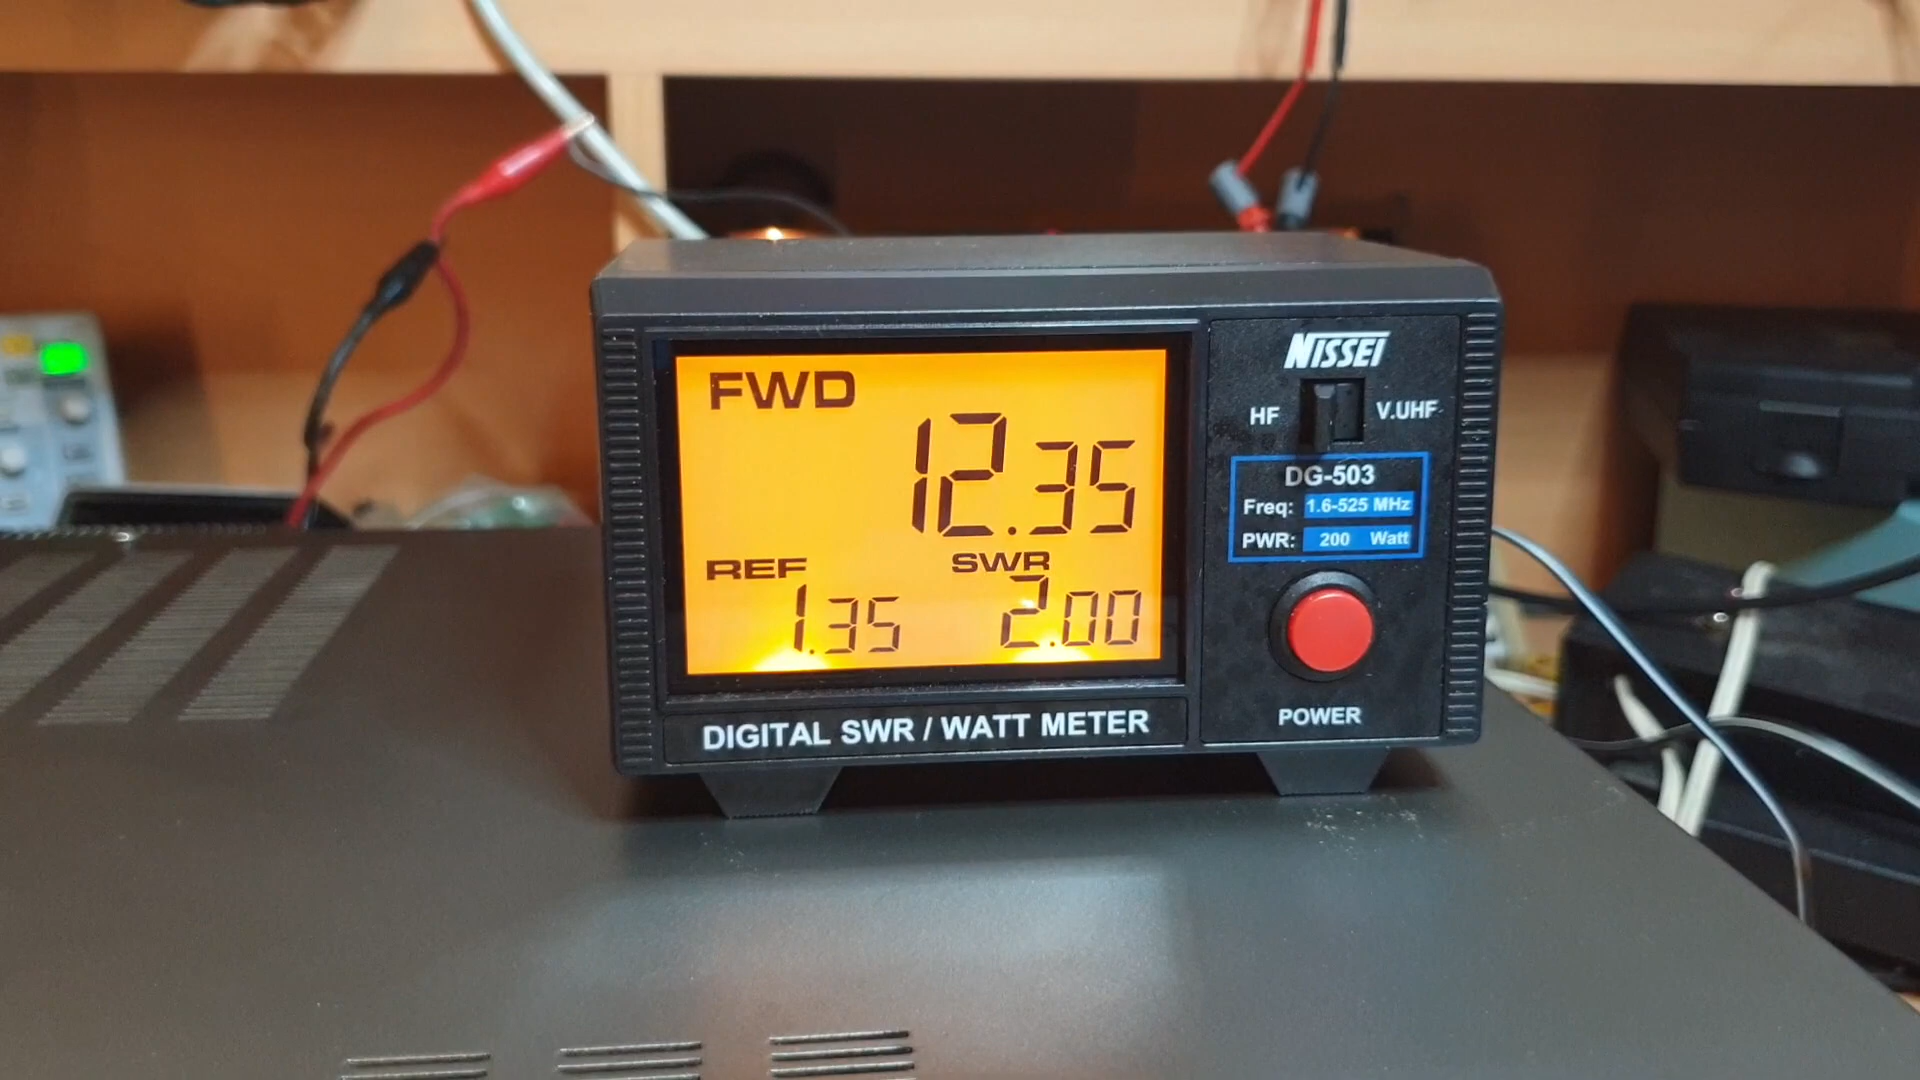 NISSEI
FWD
12.35
HF V.UHF
DG-503
Freq: 1.6-525 MHz
PWR: 200 Watt
REF SWR
1.35 2.00
POWER
DIGITAL SWR / WATT METER